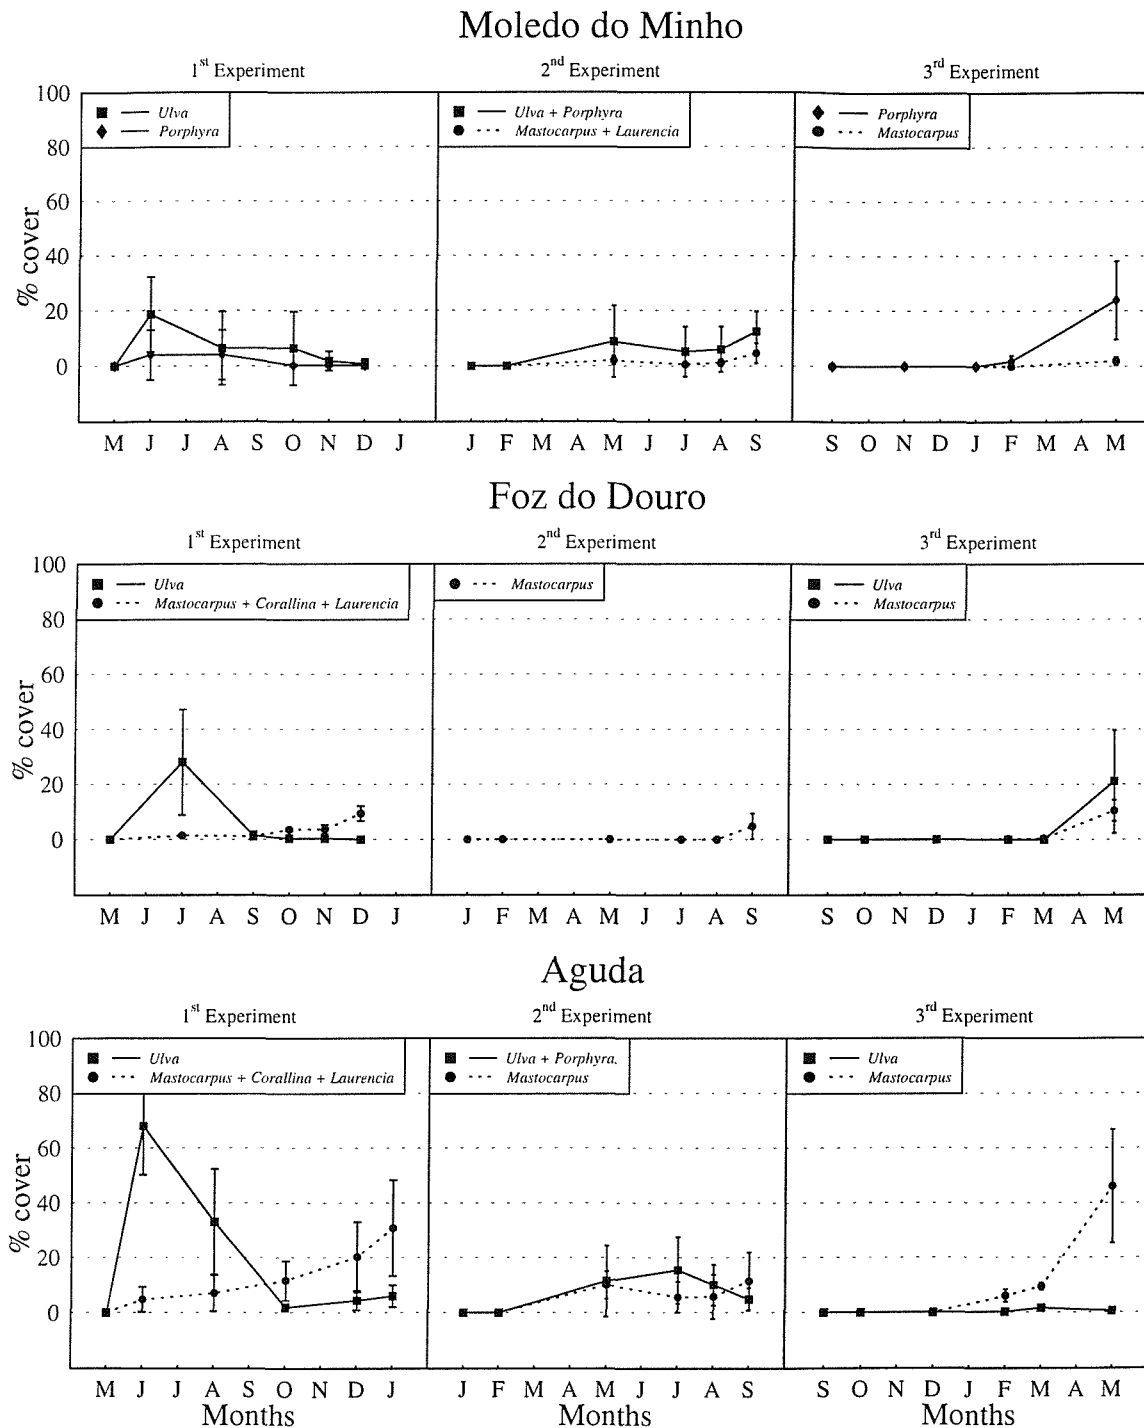 Moledo do Minho
1st Experiment
2nd Experiment
3rd Experiment
100
80
60
40
20
0
% cover
Ulva
Porphyra
Ulva + Porphyra
Mastocarpus + Laurencia
Porphyra
Mastocarpus
M J J A S O N D J
J F M A M J J A S
S O N D J F M A M
Foz do Douro
1st Experiment
2nd Experiment
3rd Experiment
100
80
60
40
20
0
% cover
Ulva
Mastocarpus + Corallina + Laurencia
Mastocarpus
Ulva
Mastocarpus
M J J A S O N D J
J F M A M J J A S
S O N D J F M A M
Aguda
1st Experiment
2nd Experiment
3rd Experiment
100
80
60
40
20
0
% cover
Ulva
Mastocarpus + Corallina + Laurencia
Ulva + Porphyra.
Mastocarpus
Ulva
Mastocarpus
M J J A S O N D J
J F M A M J J A S
S O N D J F M A M
Months
Months
Months